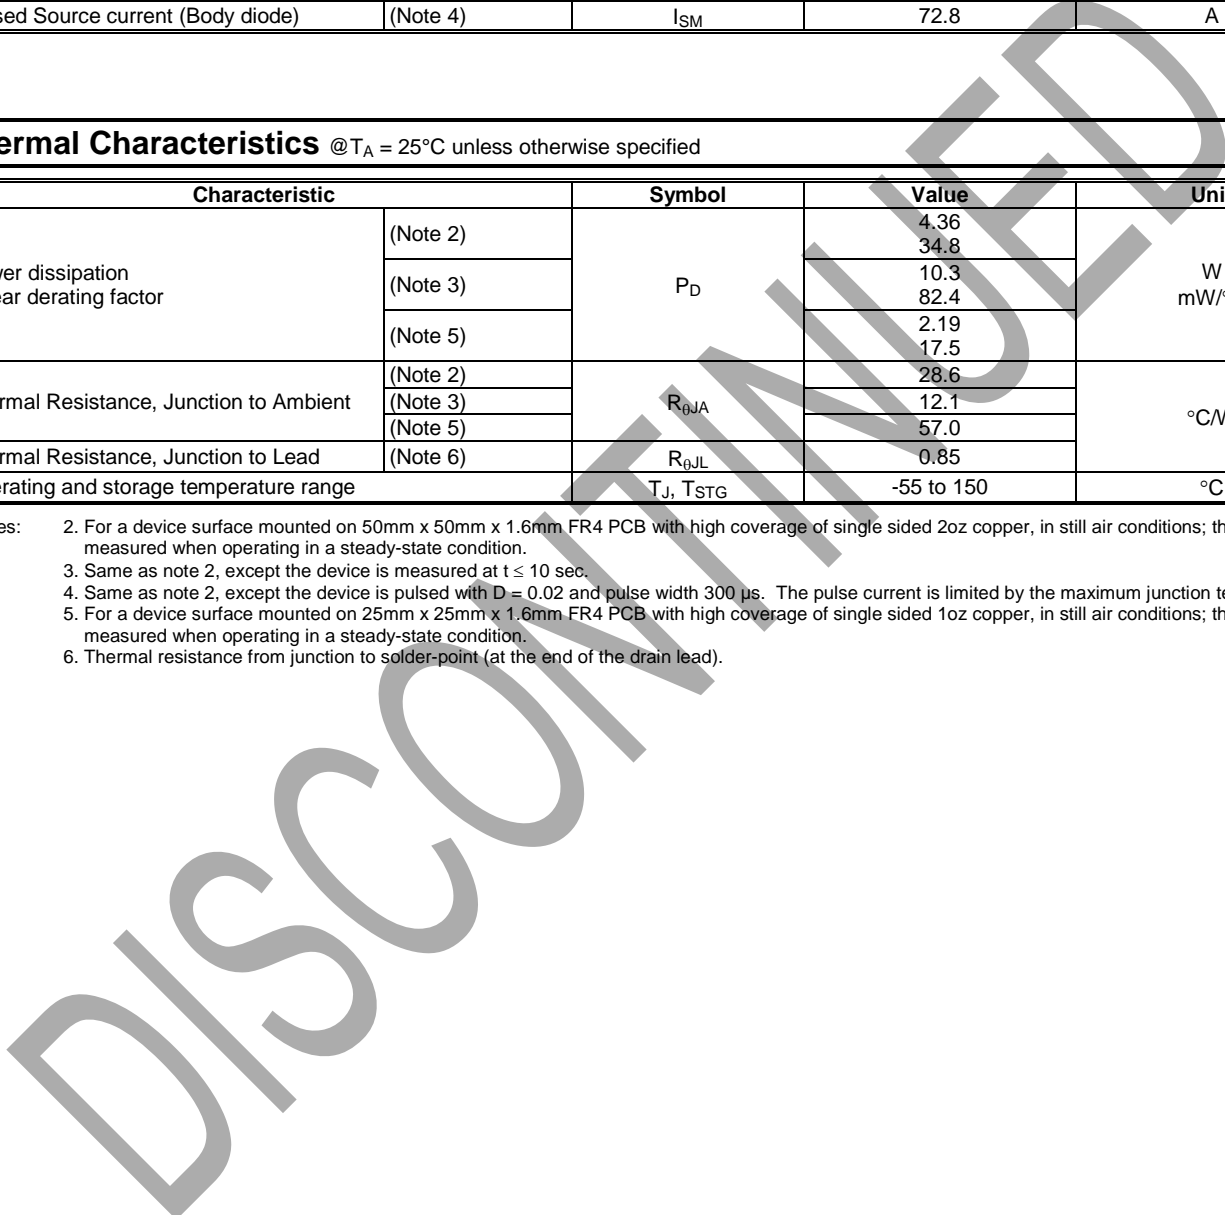 sed Source current (Body diode) (Note 4) ISM 72.8 A
ermal Characteristics @TA = 25°C unless otherwise specified
Characteristic Symbol Value Uni
(Note 2) 4.36
34.8
er dissipation (Note 3) PD 10.3 W
ar derating factor 82.4 mW/°
(Note 5) 2.19
17.5
(Note 2) 28.6
rmal Resistance, Junction to Ambient (Note 3) RθJA 12.1 °C/W
(Note 5) 57.0
rmal Resistance, Junction to Lead (Note 6) RθJL 0.85
erating and storage temperature range TJ, TSTG -55 to 150 °C
es: 2. For a device surface mounted on 50mm x 50mm x 1.6mm FR4 PCB with high coverage of single sided 2oz copper, in still air conditions; th
measured when operating in a steady-state condition.
3. Same as note 2, except the device is measured at t ≤ 10 sec.
4. Same as note 2, except the device is pulsed with D = 0.02 and pulse width 300 µs. The pulse current is limited by the maximum junction te
5. For a device surface mounted on 25mm x 25mm x 1.6mm FR4 PCB with high coverage of single sided 1oz copper, in still air conditions; th
measured when operating in a steady-state condition.
6. Thermal resistance from junction to solder-point (at the end of the drain lead).
DISCONTINUED